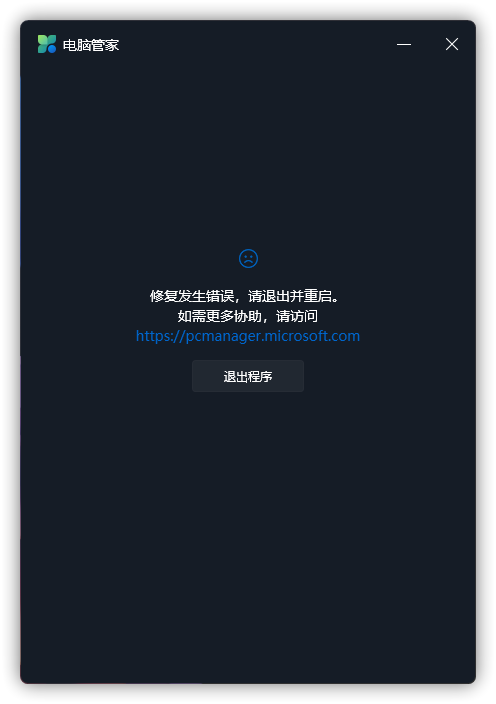 电脑管家
修复发生错误，请退出并重启。
如需更多协助，请访问
https://pcmanager.microsoft.com
退出程序